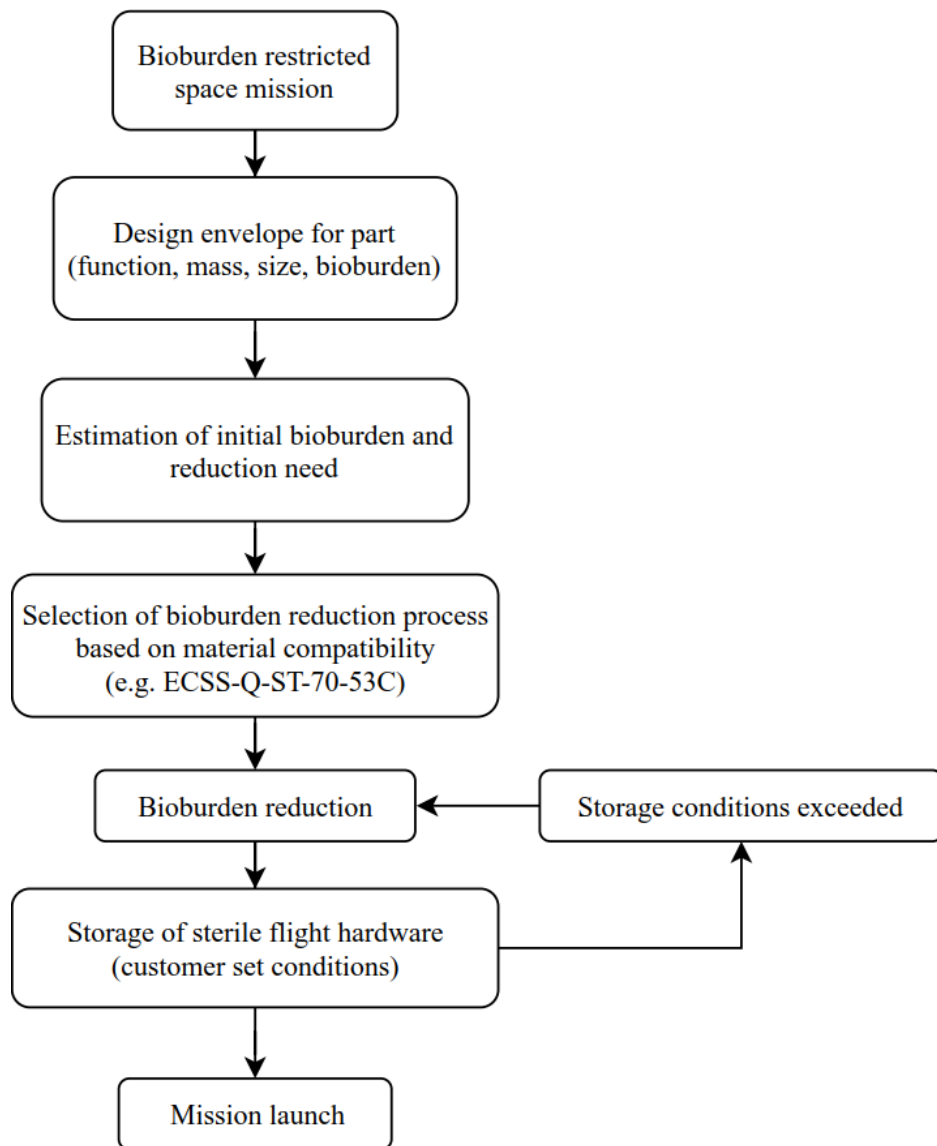 Bioburden restricted
space mission
Design envelope for part
(function, mass, size, bioburden)
Estimation of initial bioburden and
reduction need
Selection of bioburden reduction process
based on material compatibility
(e.g. ECSS-Q-ST-70-53C)
Bioburden reduction
Storage conditions exceeded
Storage of sterile flight hardware
(customer set conditions)
Mission launch